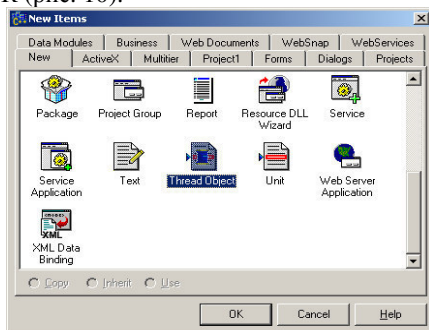 (рис. 10).
New Items
Data Modules Business Web Documents WebSnap WebServices
New ActiveX Multitier Project1 Forms Dialogs Projects
Package Project Group Report Resource DLL Wizard Service
Service Application Text Thread Object Unit Web Server Application
XML Data Binding
Copy Inherit Use
OK Cancel Help